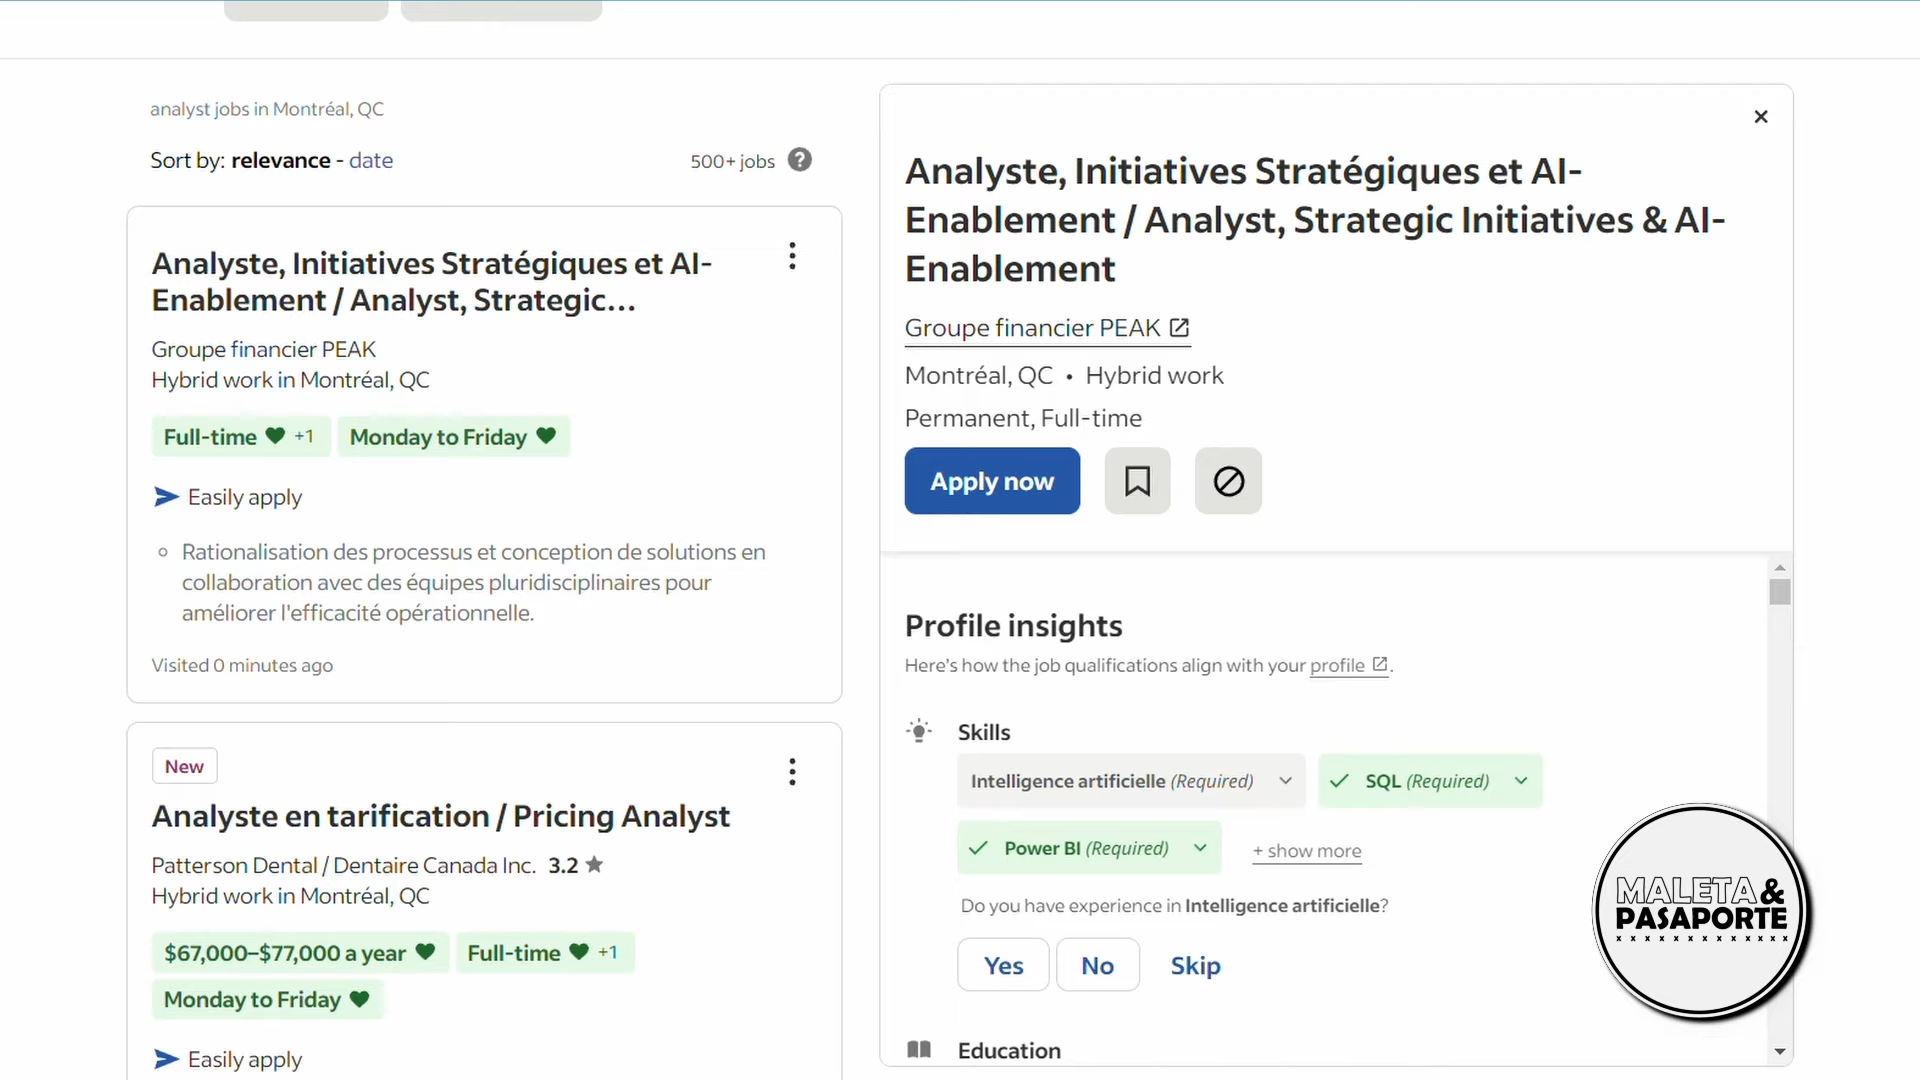 analyst jobs in Montréal, QC
Sort by: relevance - date
500+ jobs
Analyste, Initiatives Stratégiques et AI-
Enablement / Analyst, Strategic...
Groupe financier PEAK
Hybrid work in Montréal, QC
Full-time +1 Monday to Friday
Easily apply
Rationalisation des processus et conception de solutions en
collaboration avec des équipes pluridisciplinaires pour
améliorer l'efficacité opérationnelle.
Visited 0 minutes ago
New
Analyste en tarification / Pricing Analyst
Patterson Dental / Dentaire Canada Inc. 3.2
Hybrid work in Montréal, QC
$67,000–$77,000 a year Full-time +1
Monday to Friday
Easily apply
Analyste, Initiatives Stratégiques et AI-
Enablement / Analyst, Strategic Initiatives & AI-
Enablement
Groupe financier PEAK
Montréal, QC • Hybrid work
Permanent, Full-time
Apply now
Profile insights
Here's how the job qualifications align with your profile.
Skills
Intelligence artificielle (Required) SQL (Required)
Power BI (Required) + show more
Do you have experience in Intelligence artificielle?
Yes No Skip
Education
MALETA &
PASAPORTE